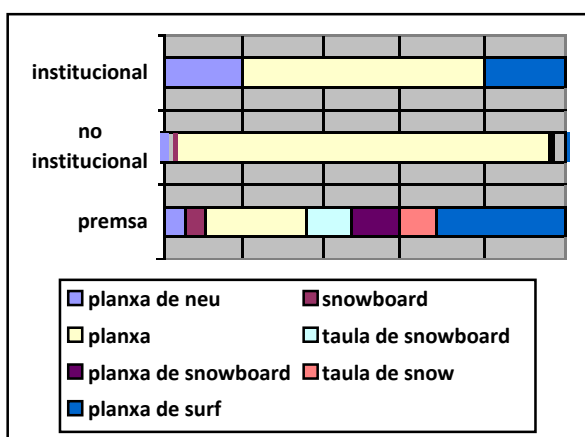 institucional
no
institucional
premsa
planxa de neu
snowboard
planxa
taula de snowboard
planxa de snowboard
taula de snow
planxa de surf